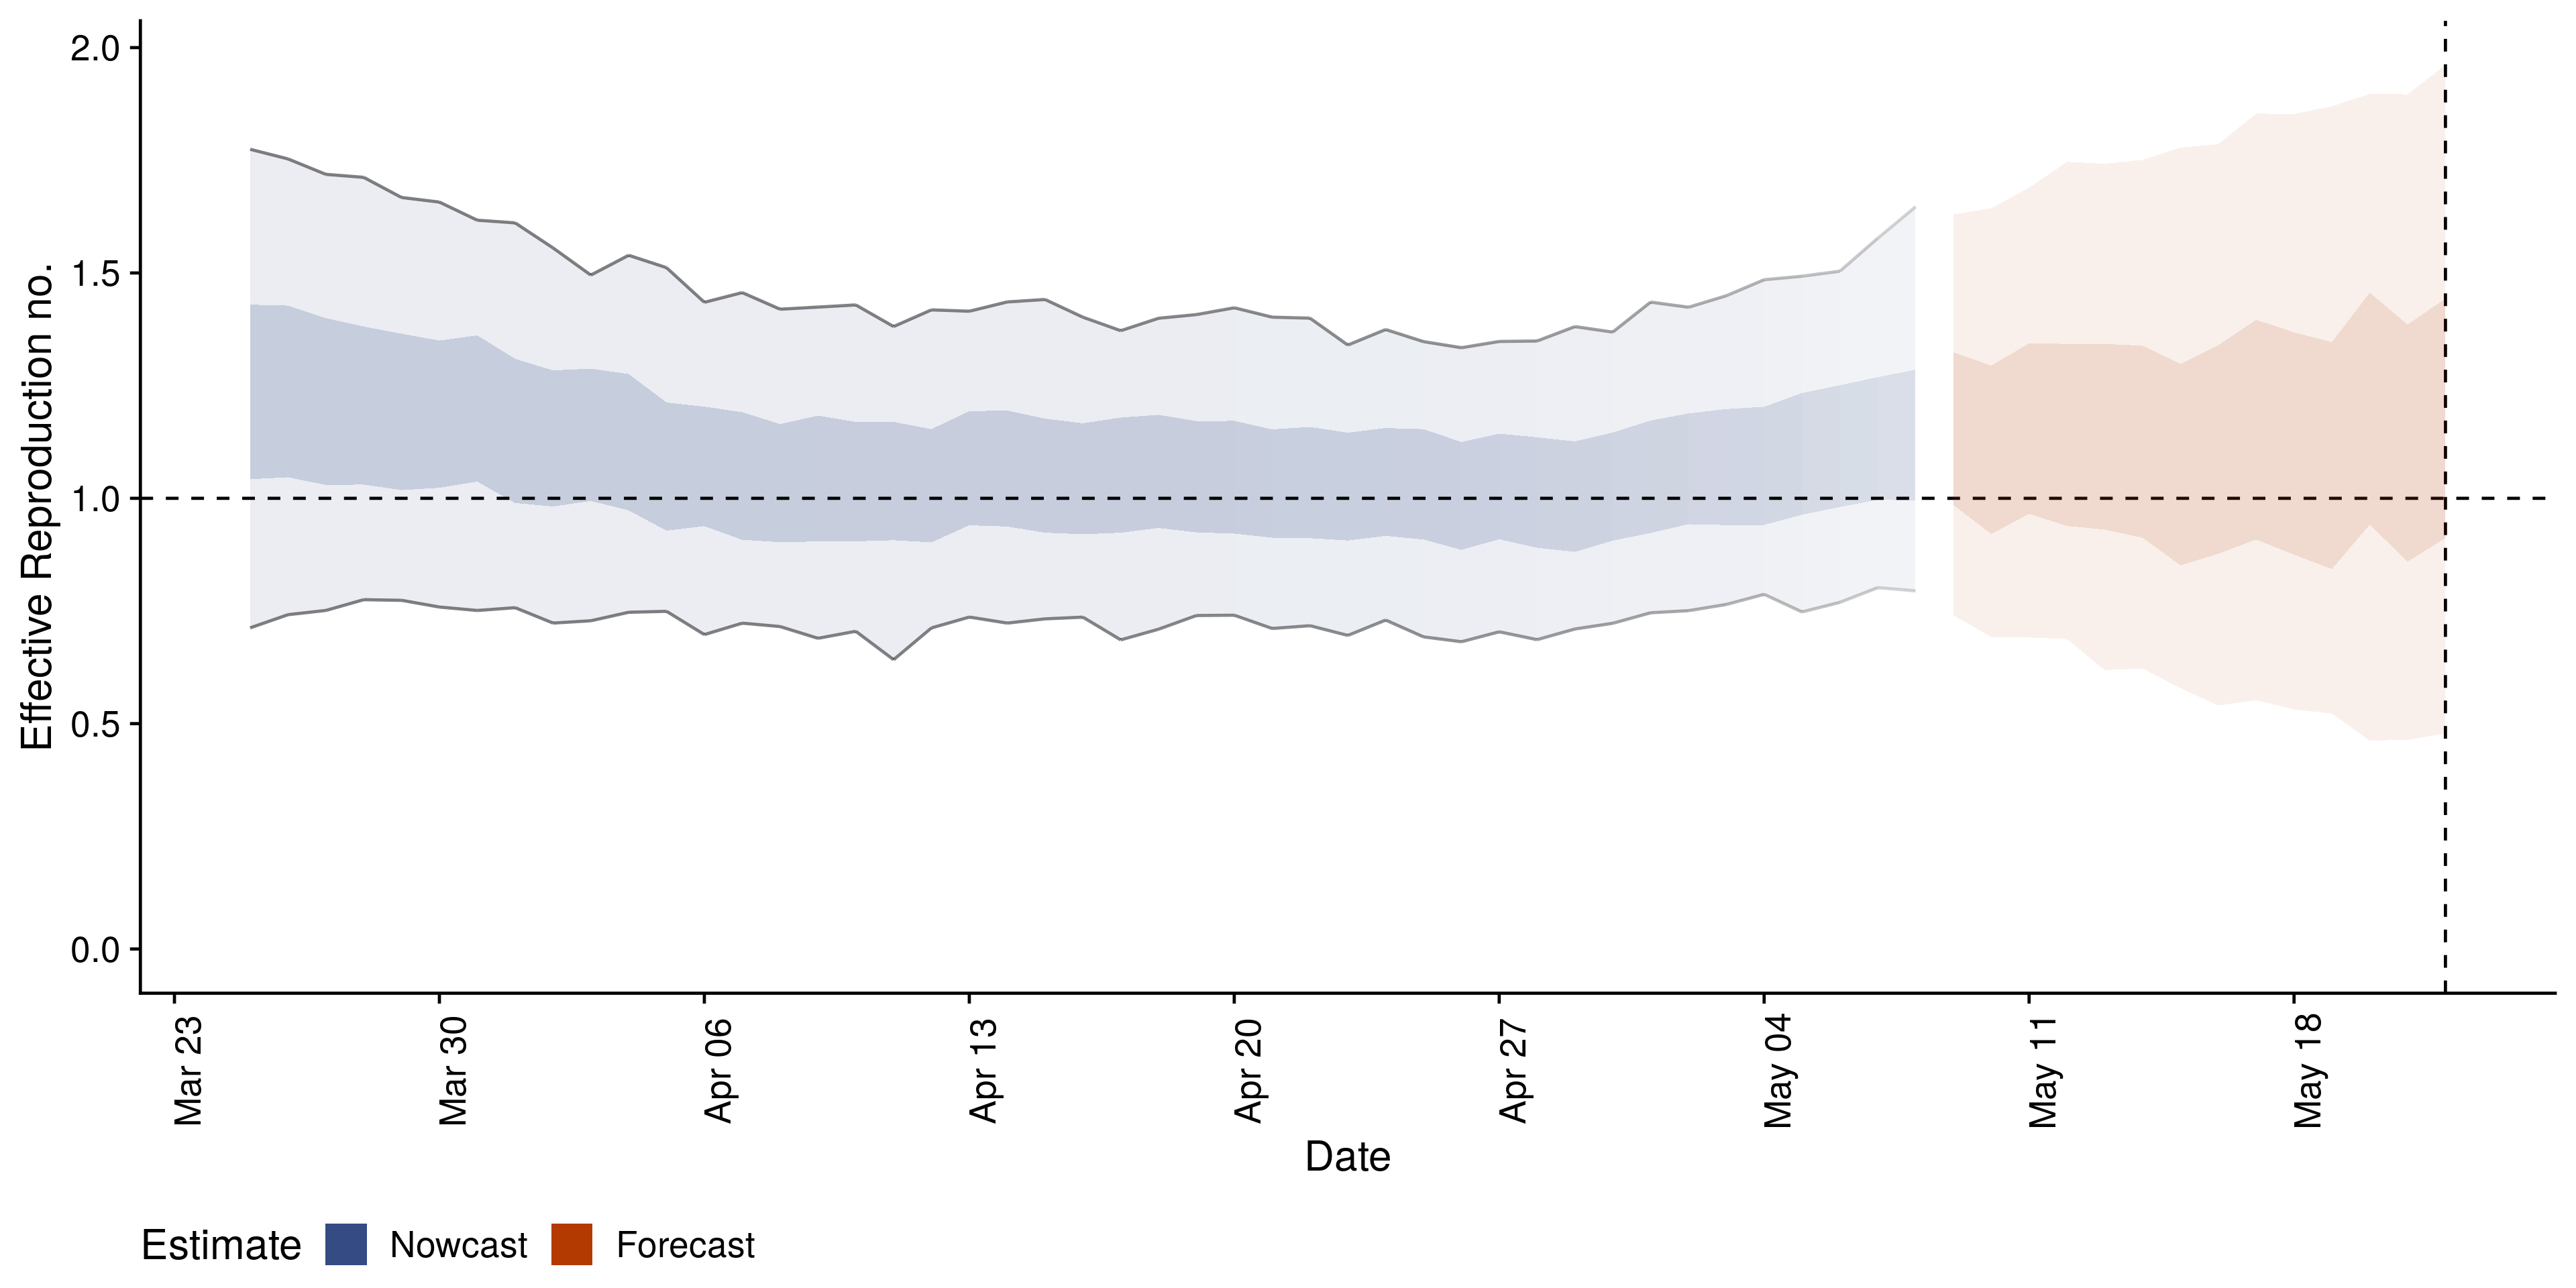 Effective Reproduction no.
2.0
1.5
1.0
0.5
0.0
Mar 23
Mar 30
Apr 06
Apr 13
Apr 20
Apr 27
May 04
May 11
May 18
Date
Estimate Nowcast Forecast